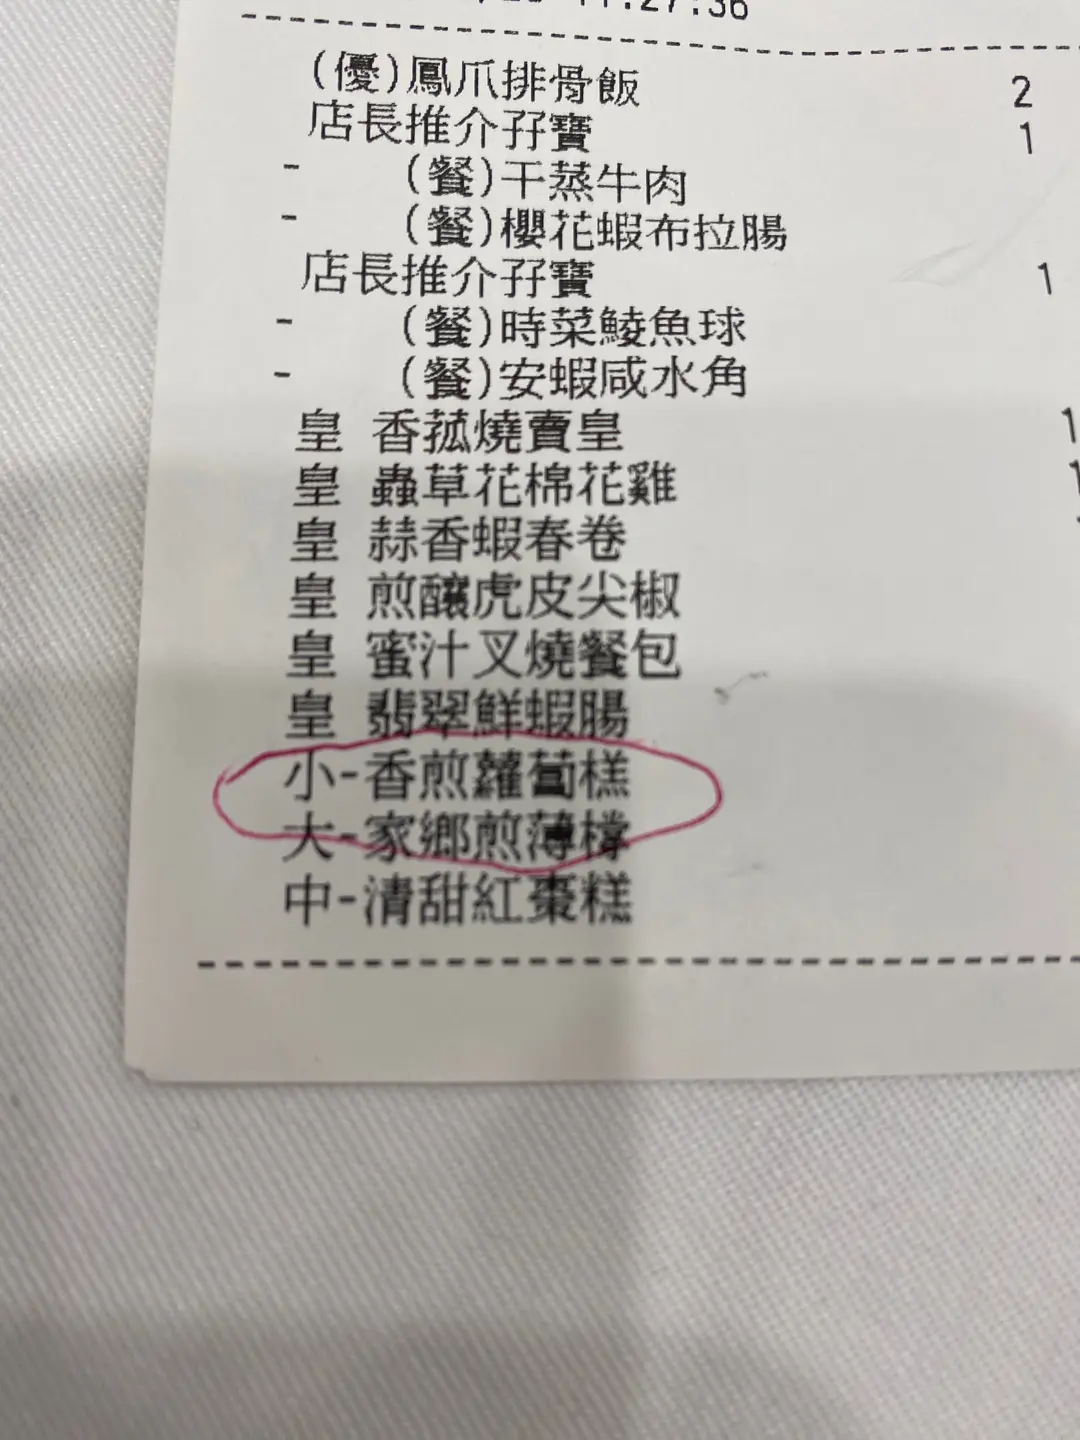 11:27:36
(優)鳳爪排骨飯 2
店長推介孖寶 1
- (餐)干蒸牛肉
- (餐)櫻花蝦布拉腸
店長推介孖寶 1
- (餐)時菜鯪魚球
- (餐)安蝦咸水角
皇 香菰燒賣皇 1
皇 蟲草花棉花雞 1
皇 蒜香蝦春卷
皇 煎釀虎皮尖椒
皇 蜜汁叉燒餐包
皇 翡翠鮮蝦腸
小-香煎蘿蔔糕
大-家鄉煎薄撐
中-清甜紅棗糕